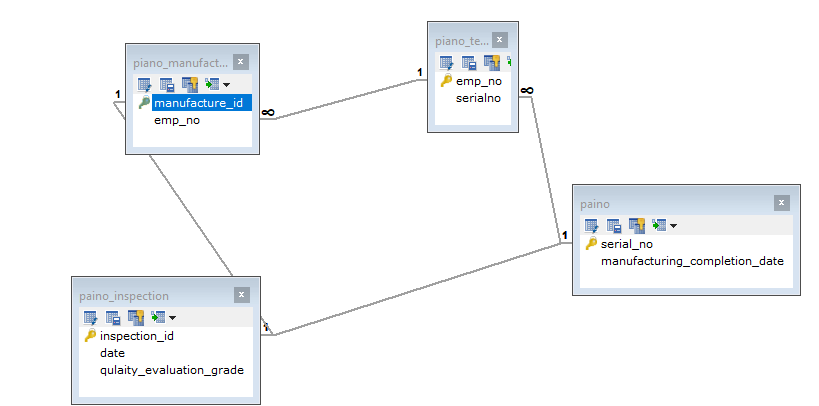 piano_manufact...
x
manufacture_id
emp_no
piano_te...
x
emp_no
serialno
paino
x
serial_no
manufacturing_completion_date
paino_inspection
x
inspection_id
date
qulaity_evaluation_grade
1
∞
1
∞
1
1